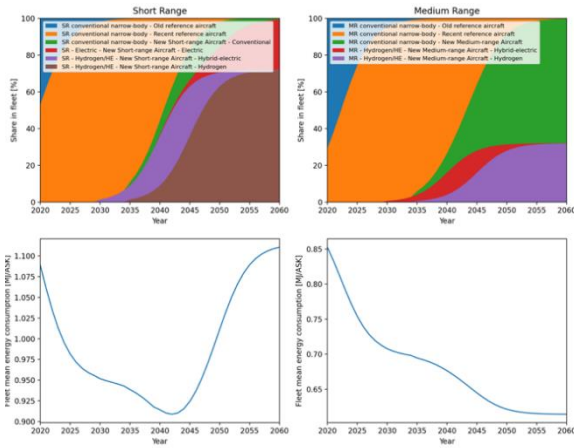 Short Range
SR conventional narrow-body - Old reference aircraft
SR conventional narrow-body - Recent reference aircraft
SR conventional narrow-body - New Short-range Aircraft - Conventional
SR - Electric - New Short-range Aircraft - Electric
SR - Hydrogen/HE - New Short-range Aircraft - Hybrid-electric
SR - Hydrogen/HE - New Short-range Aircraft - Hydrogen
Share in fleet [%]
100
80
60
40
20
0
2020 2025 2030 2035 2040 2045 2050 2055 2060
Year
Medium Range
MR conventional narrow-body - Old reference aircraft
MR conventional narrow-body - Recent reference aircraft
MR conventional narrow-body - New Medium-range Aircraft
MR - Hydrogen/HE - New Medium-range Aircraft - Hybrid-electric
MR - Hydrogen/HE - New Medium-range Aircraft - Hydrogen
Share in fleet [%]
100
80
60
40
20
0
2020 2025 2030 2035 2040 2045 2050 2055 2060
Year
Fleet mean energy consumption [MJ/ASK]
1.100
1.075
1.050
1.025
1.000
0.975
0.950
0.925
0.900
2020 2025 2030 2035 2040 2045 2050 2055 2060
Year
Fleet mean energy consumption [MJ/ASK]
0.85
0.80
0.75
0.70
0.65
2020 2025 2030 2035 2040 2045 2050 2055 2060
Year